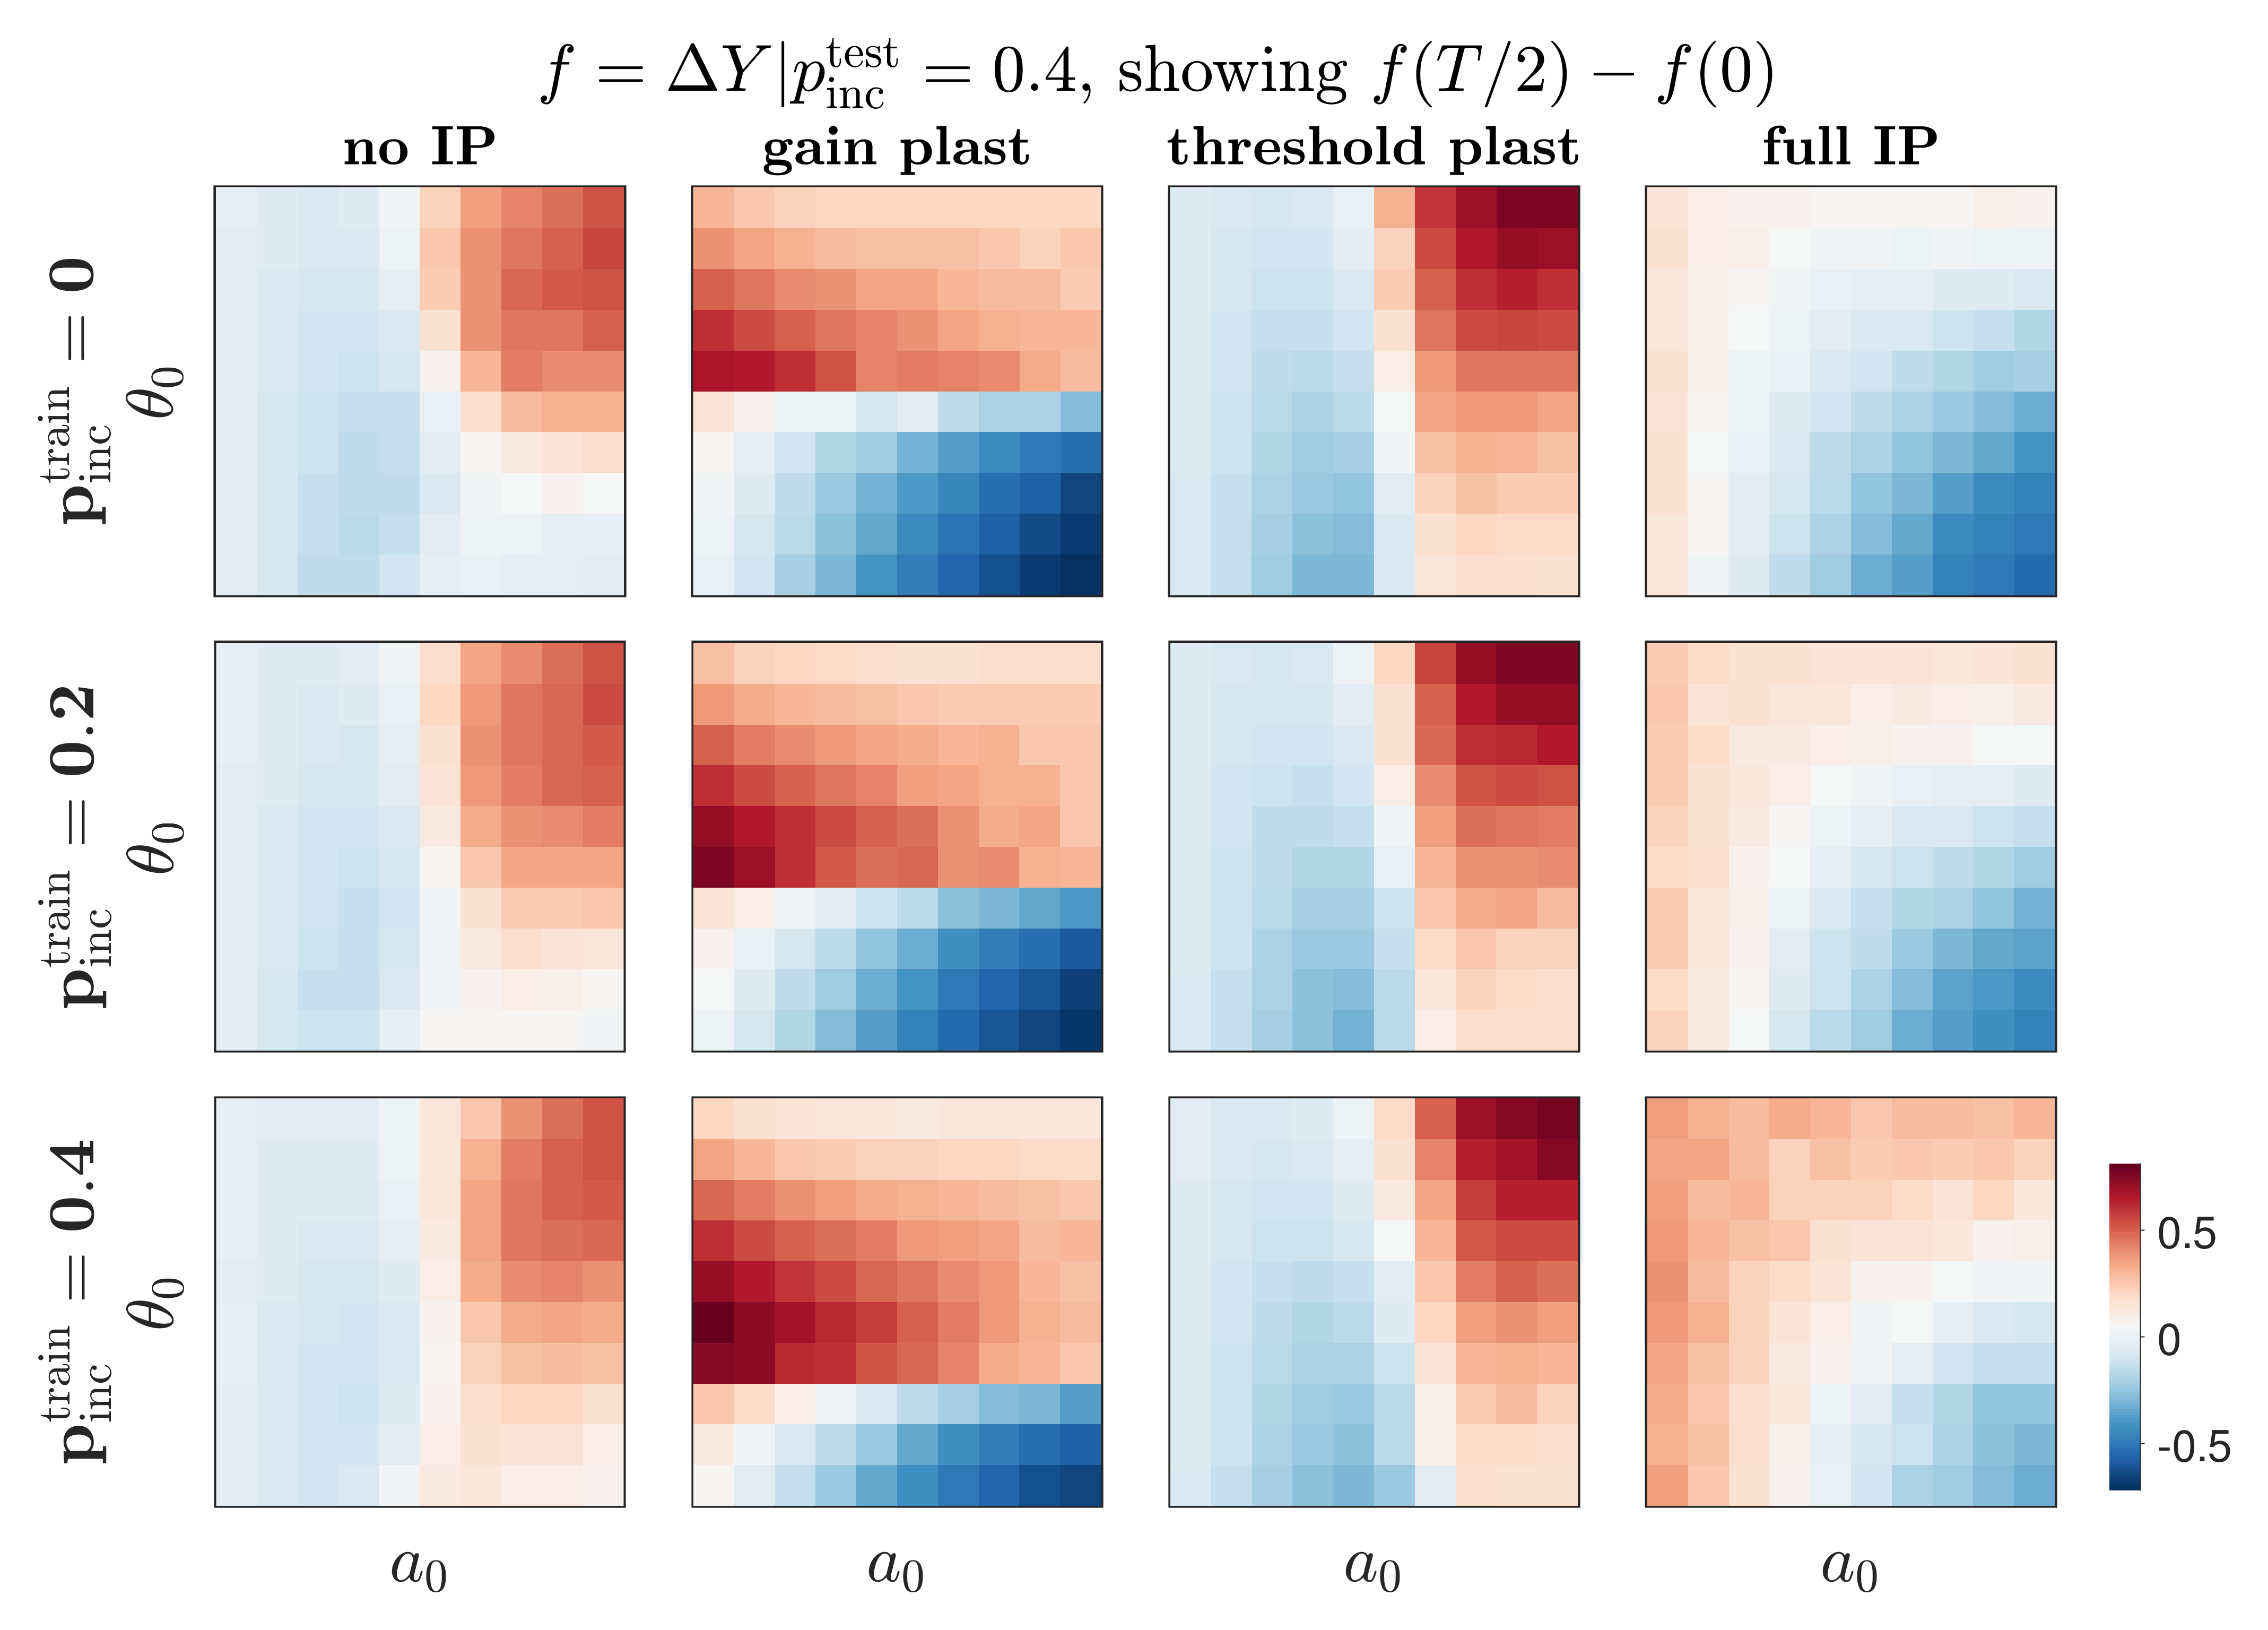 f = ΔY|p_inc^test = 0.4, showing f(T/2) − f(0)
no IP gain plast threshold plast full IP
p_inc^train = 0
θ₀
p_inc^train = 0.2
θ₀
p_inc^train = 0.4
θ₀
0.5
0
-0.5
a₀ a₀ a₀ a₀